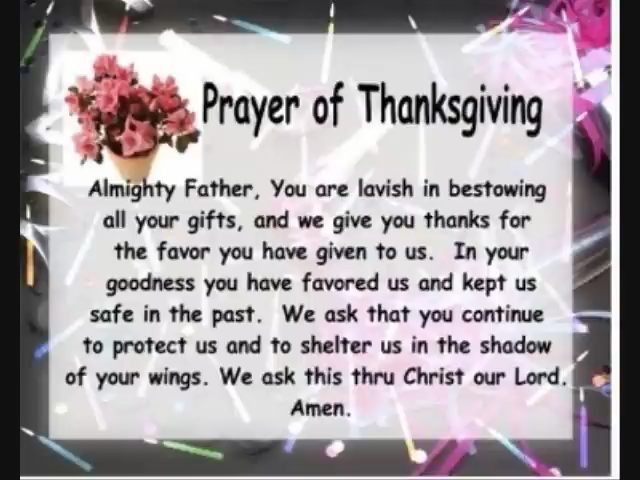 Prayer of Thanksgiving
Almighty Father, You are lavish in bestowing
all your gifts, and we give you thanks for
the favor you have given to us. In your
goodness you have favored us and kept us
safe in the past. We ask that you continue
to protect us and to shelter us in the shadow
of your wings. We ask this thru Christ our Lord.
Amen.